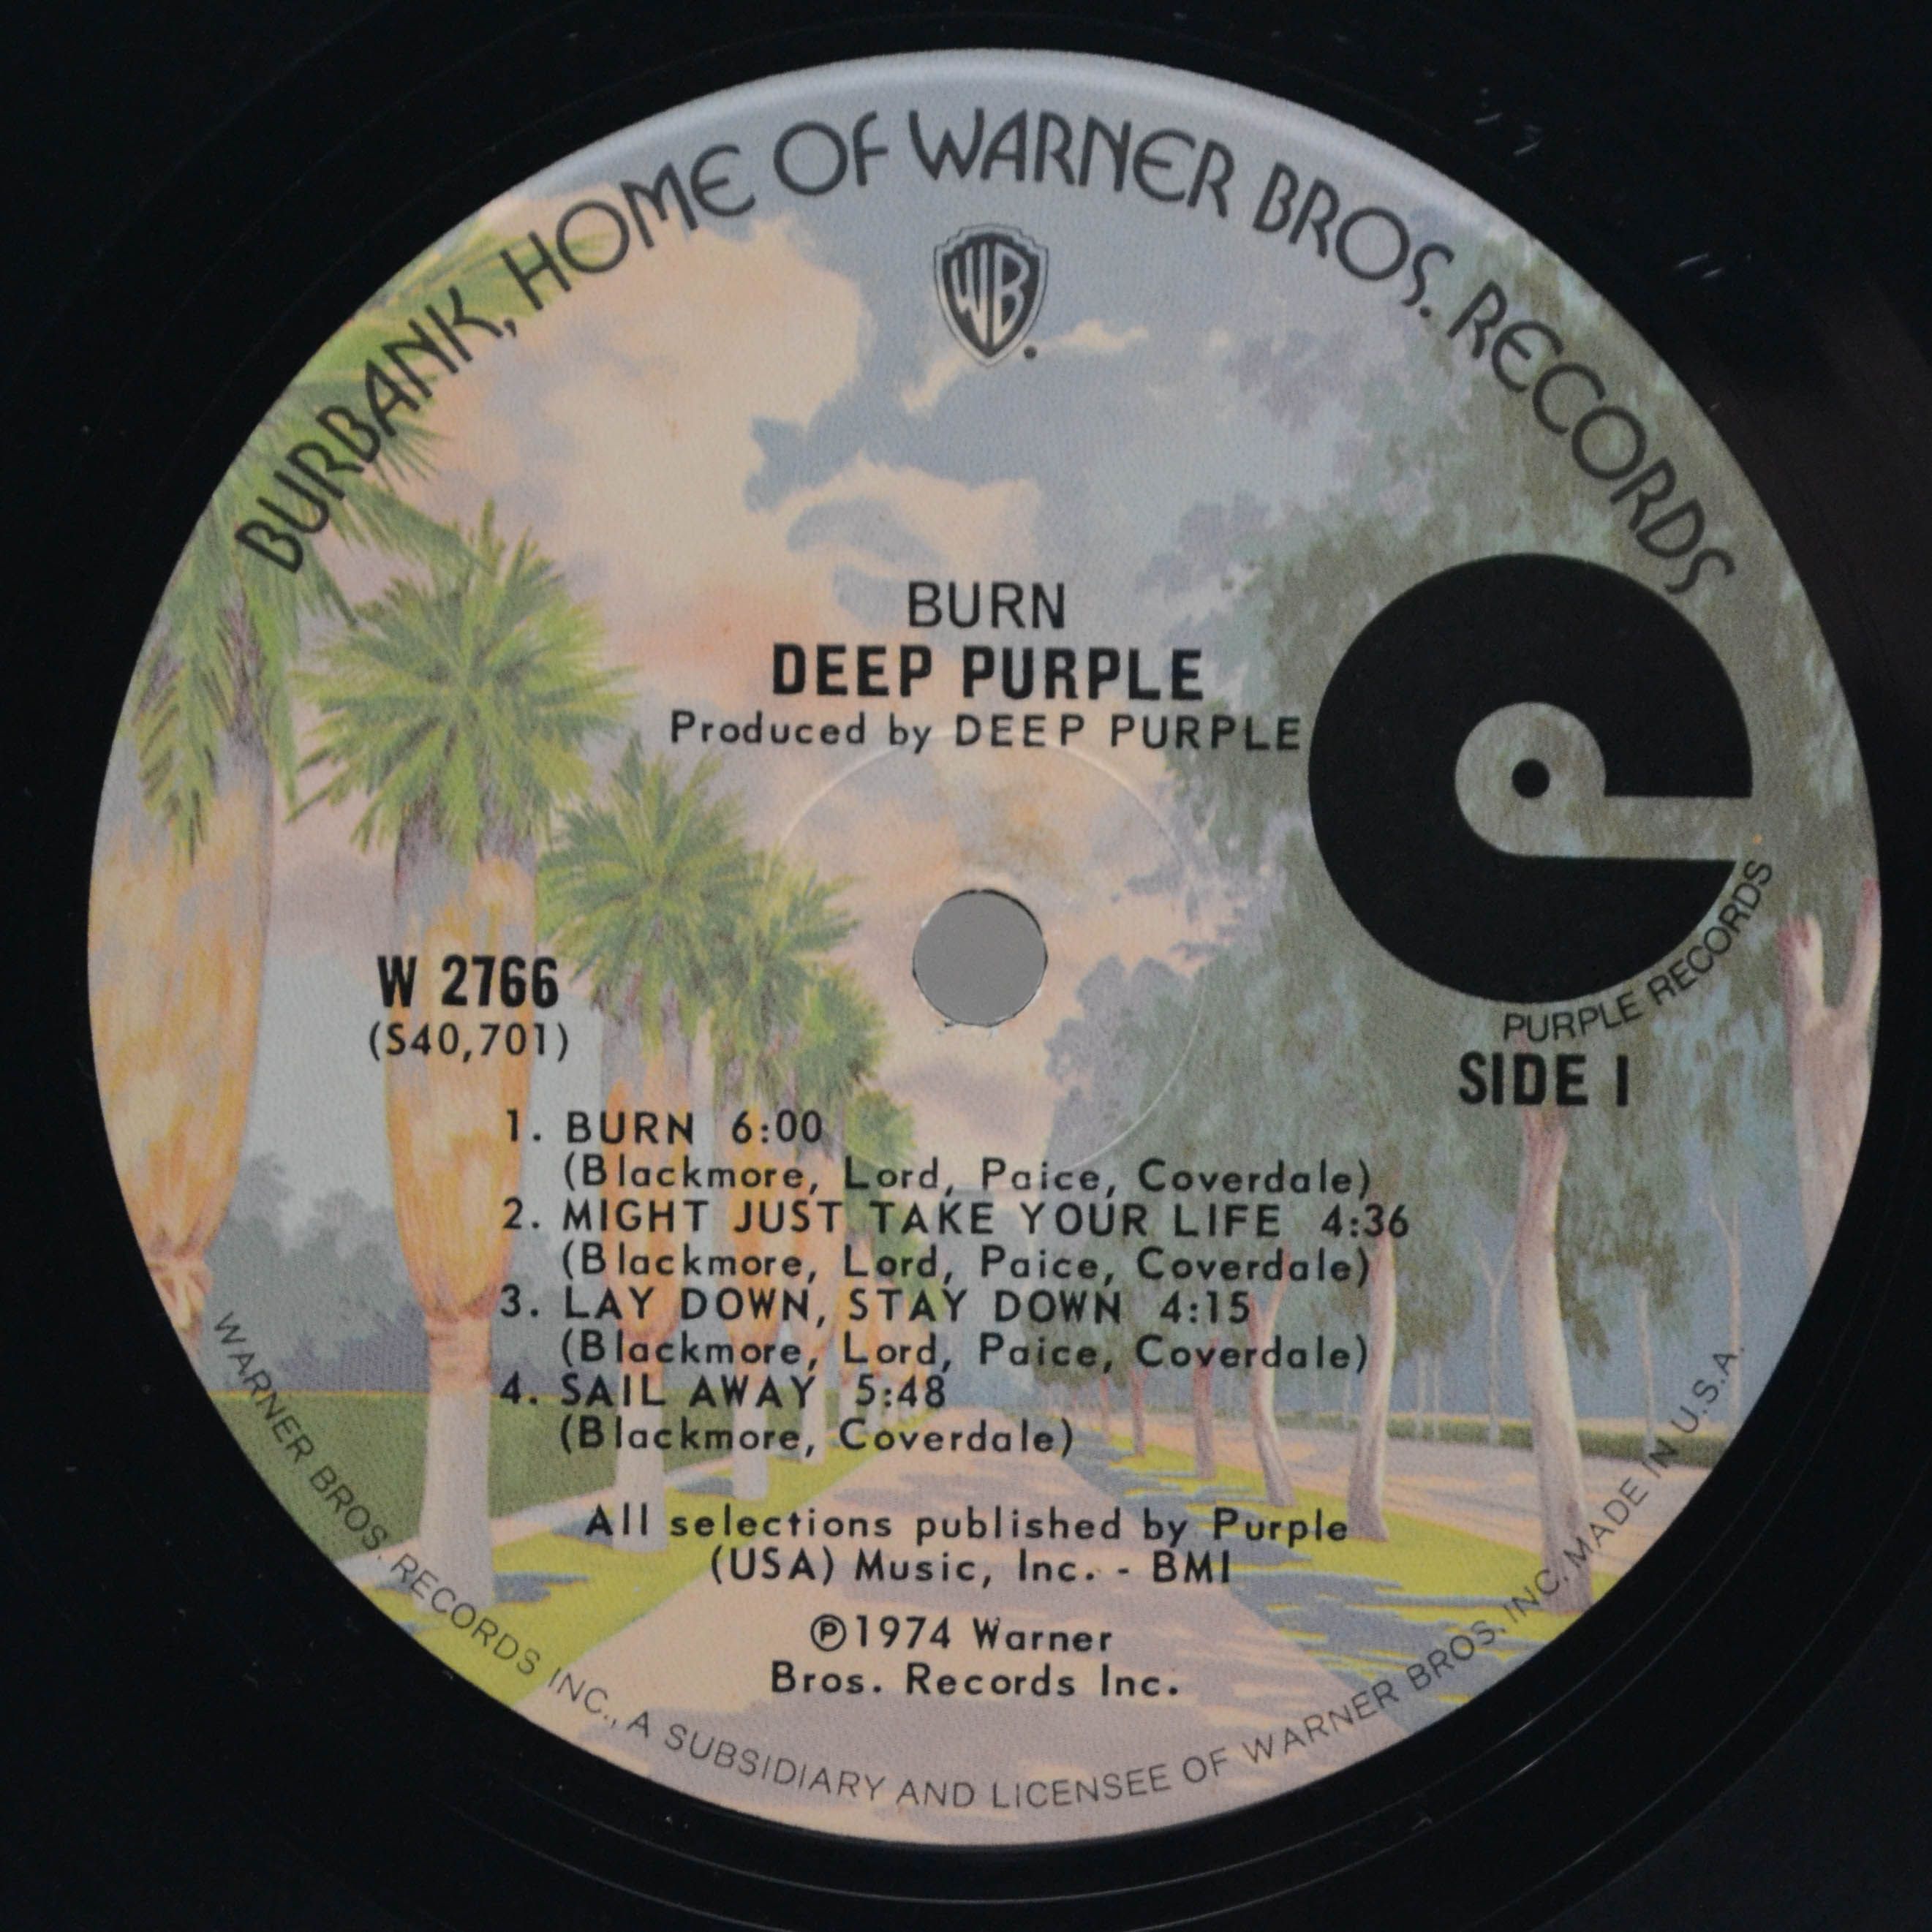 BURBANK, HOME OF WARNER BROS. RECORDS
WB
BURN
DEEP PURPLE
Produced by DEEP PURPLE
PURPLE RECORDS
W 2766
(S40,701)
SIDE 1
1. BURN 6:00
(Blackmore, Lord, Paice, Coverdale)
2. MIGHT JUST TAKE YOUR LIFE 4:36
(Blackmore, Lord, Paice, Coverdale)
3. LAY DOWN, STAY DOWN 4:15
(Blackmore, Lord, Paice, Coverdale)
4. SAIL AWAY 5:48
(Blackmore, Coverdale)
All selections published by Purple
(USA) Music, Inc. - BMI
℗1974 Warner
Bros. Records Inc.
WARNER BROS. RECORDS INC., A SUBSIDIARY AND LICENSEE OF WARNER BROS. INC. MADE IN U.S.A.